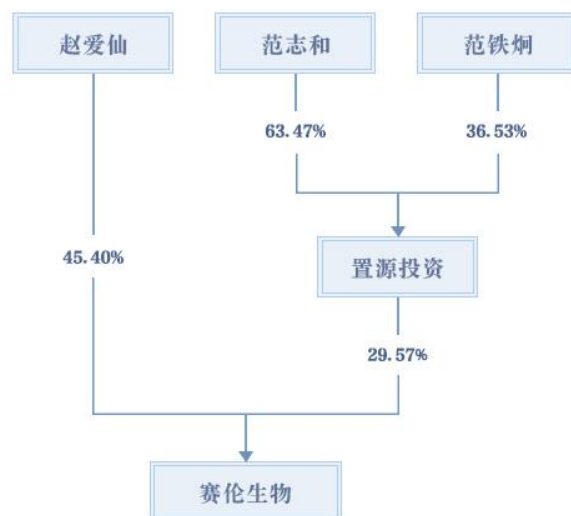 赵爱仙
范志和
范铁炯
63.47%
36.53%
置源投资
45.40%
29.57%
赛伦生物